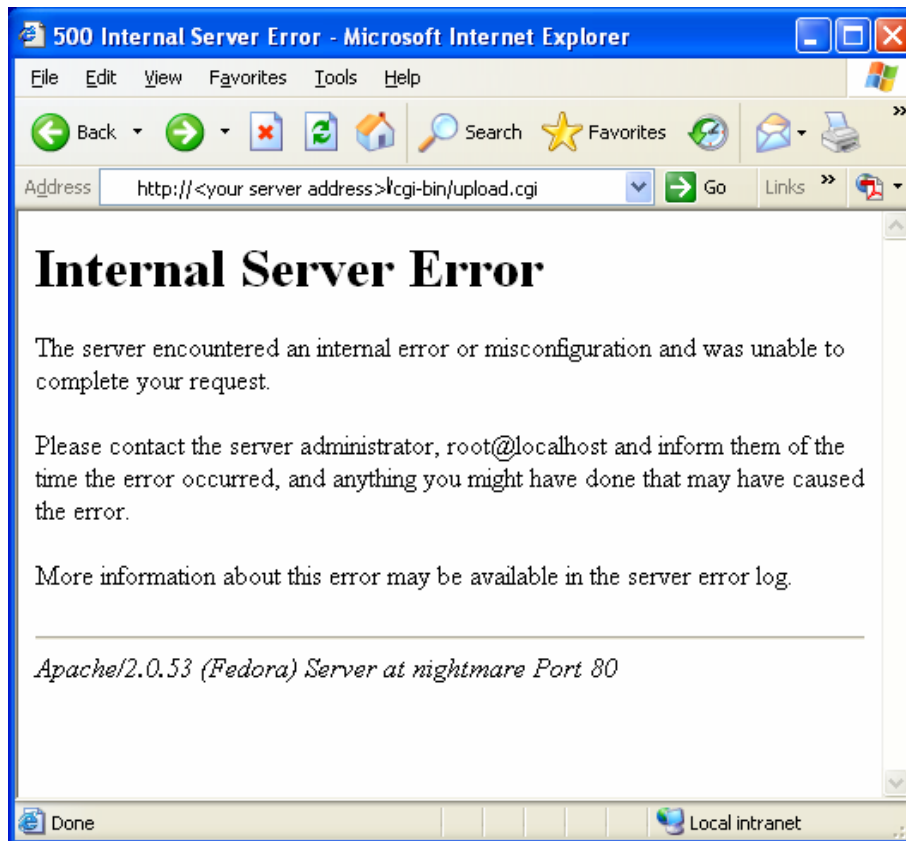 500 Internal Server Error - Microsoft Internet Explorer
File Edit View Favorites Tools Help
Back Search Favorites »
Address http://<your server address>/cgi-bin/upload.cgi Go Links »
Internal Server Error
The server encountered an internal error or misconfiguration and was unable to
complete your request.
Please contact the server administrator, root@localhost and inform them of the
time the error occurred, and anything you might have done that may have caused
the error.
More information about this error may be available in the server error log.
Apache/2.0.53 (Fedora) Server at nightmare Port 80
Done Local intranet